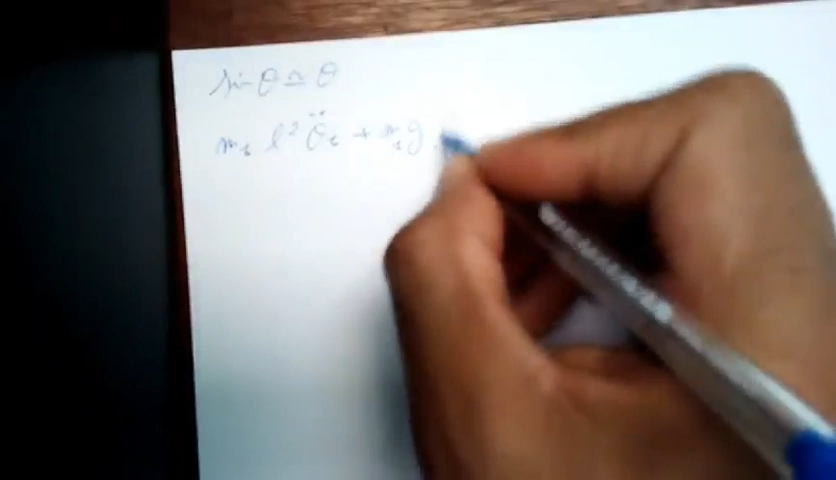 sin θ ≃ θ
m₁ l² θ̈₁ + m₁ g